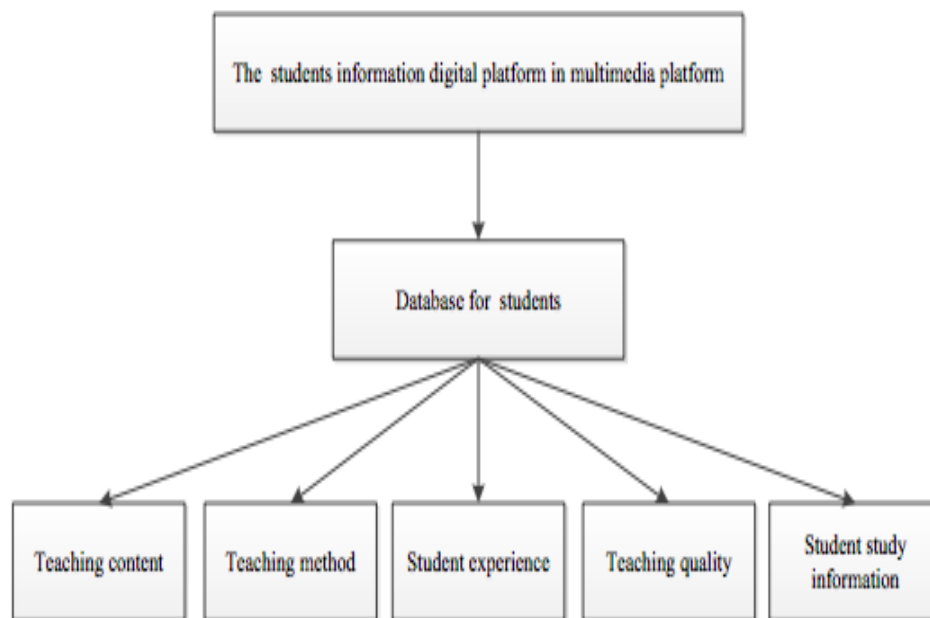 The students information digital platform in multimedia platform
Database for students
Teaching content
Teaching method
Student experience
Teaching quality
Student study
information